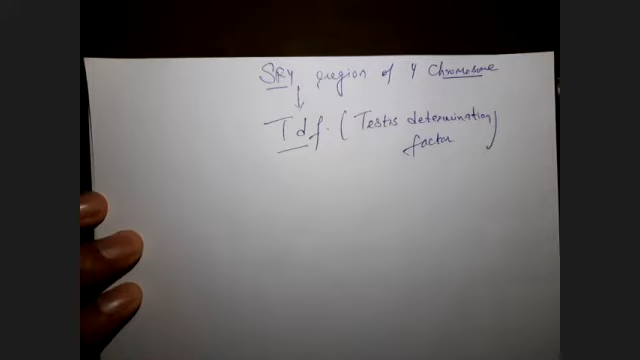 SRY region of Y Chromosome
Tdf. (Testis determination
factor)